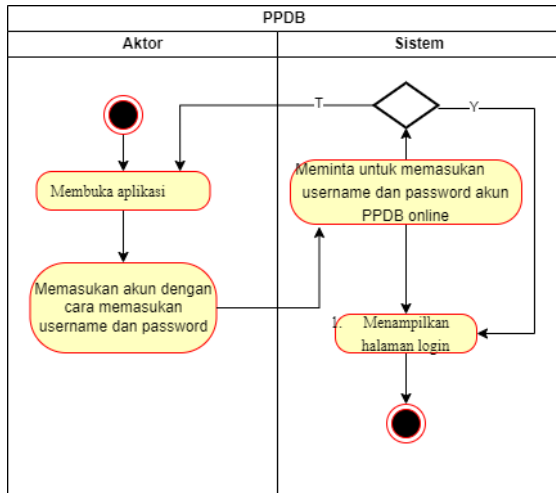 PPDB
Aktor
Sistem
T
Y
Membuka aplikasi
Meminta untuk memasukan
username dan password akun
PPDB online
Memasukan akun dengan
cara memasukan
username dan password
1. Menampilkan
halaman login